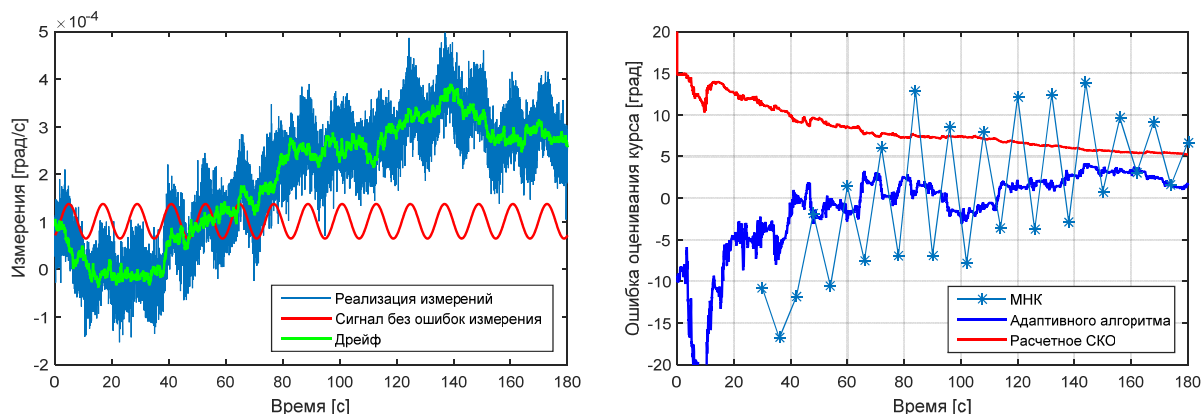 ×10⁻⁴
Измерения [град/с]
5
4
3
2
1
0
-1
-2
0 20 40 60 80 100 120 140 160 180
Время [с]
Реализация измерений
Сигнал без ошибок измерения
Дрейф
Ошибка оценивания курса [град]
20
15
10
5
0
-5
-10
-15
-20
0 20 40 60 80 100 120 140 160 180
Время [с]
МНК
Адаптивного алгоритма
Расчетное СКО